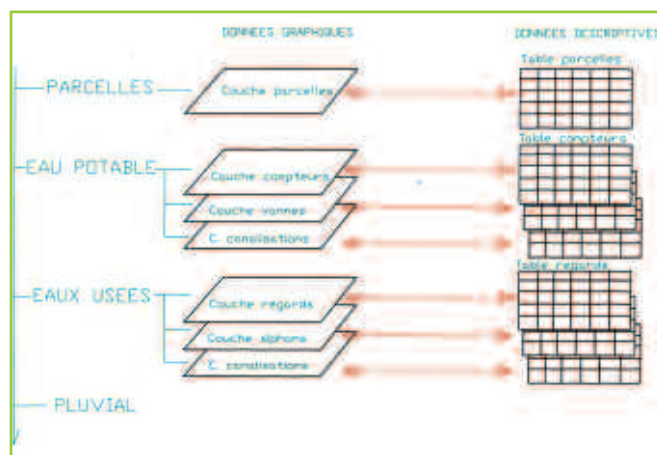 DONNEES GRAPHIQUES
DONNEES DESCRIPTIVES
PARCELLES
Couche parcelles
Table parcelles
EAU POTABLE
Couche compteurs
Table compteurs
Couche vannes
C. canalisations
EAUX USEES
Couche regards
Table regards
Couche siphons
C. canalisations
PLUVIAL